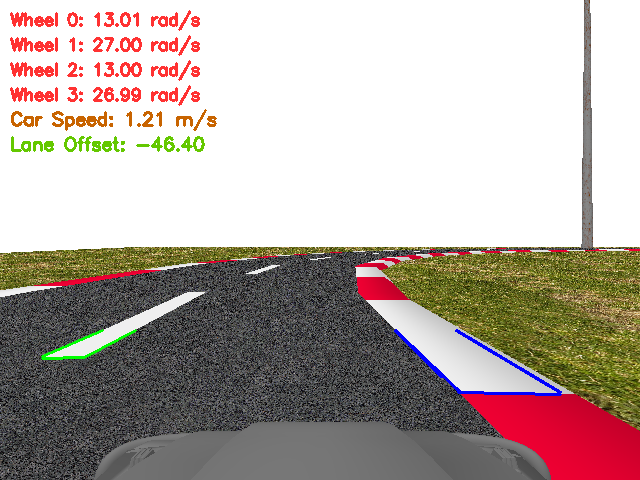 Wheel 0: 13.01 rad/s
Wheel 1: 27.00 rad/s
Wheel 2: 13.00 rad/s
Wheel 3: 26.99 rad/s
Car Speed: 1.21 m/s
Lane Offset: -46.40